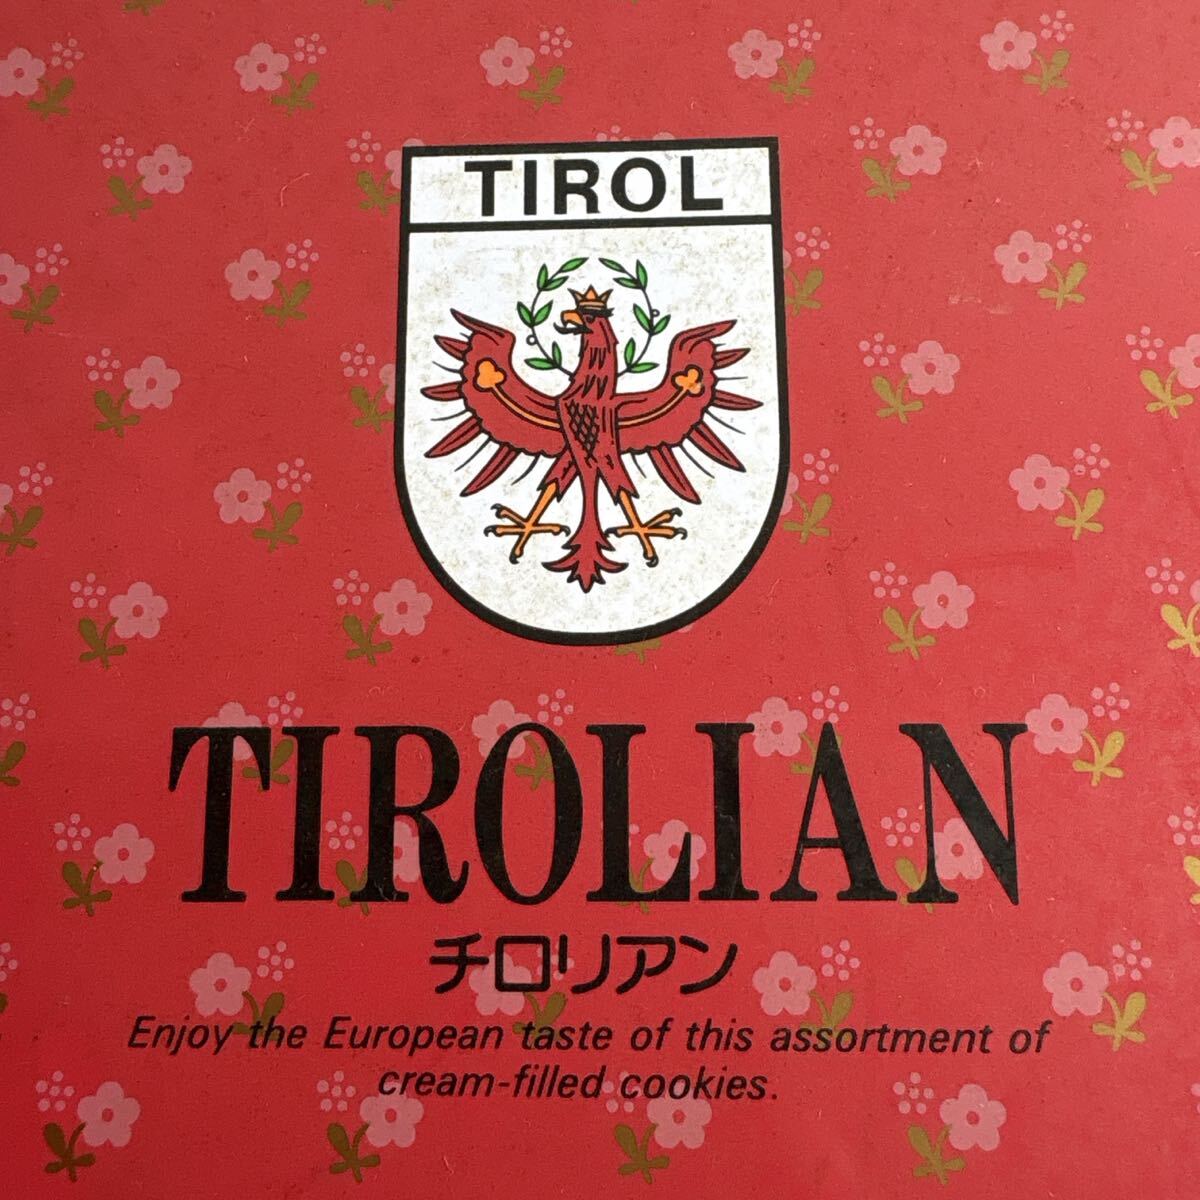 TIROL
TIROLIAN
チロリアン
Enjoy the European taste of this assortment of
cream-filled cookies.